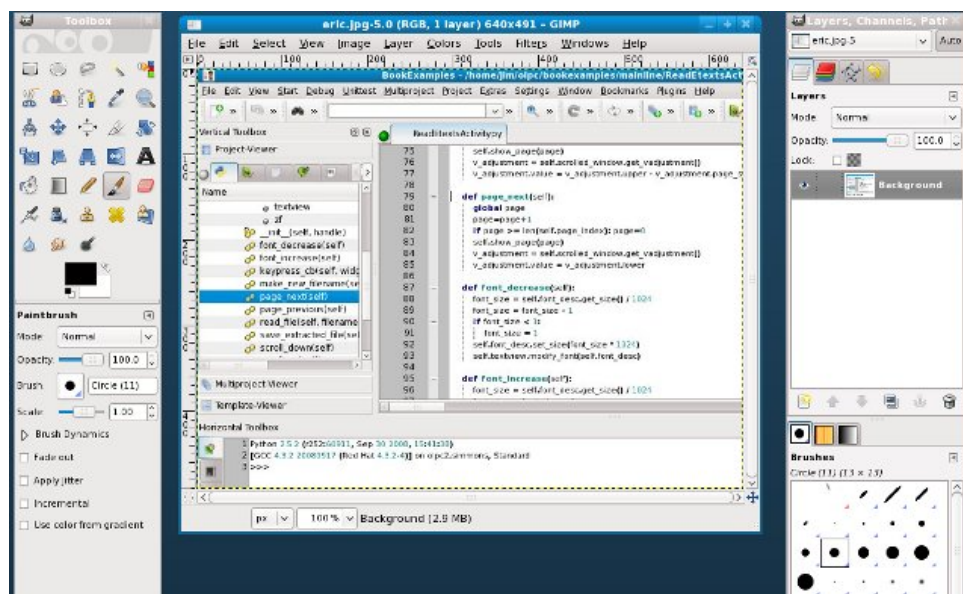 Toolbox
Paintbrush
Mode: Normal
Opacity: 100.0
Brush: Circle (11)
Scale: 1.00
Brush Dynamics
Fade out
Apply Jitter
Incremental
Use color from gradient
eric.jpg-5.0 (RGB, 1 layer) 640x491 – GIMP
File Edit Select View Image Layer Colors Tools Filters Windows Help
0 100 200 300 400 500 600
BookExamples - /home/jim/olpc/bookexamples/mainline/ReadEtextsAct
File Edit View Start Debug Unittest Multiproject Project Extras Settings Window Bookmarks Plugins Help
Vertical Toolbox
Project-Viewer
Name
textview
zf
__init__(self, handle)
font_decrease(self)
font_increase(self)
keypress_cb(self, widg
make_new_filename(se
page_next(self)
page_previous(self)
read_file(self, filename
save_extracted_file(sel
scroll_down(self)
Multiproject-Viewer
Template-Viewer
ReadEtextsActivity.py
75 self.show_page(page)
76 v_adjustment = self.scrolled_window.get_vadjustment()
77 v_adjustment.value = v_adjustment.upper - v_adjustment.page_s
78
79 def page_next(self):
80 global page
81 page=page+1
82 if page >= len(self.page_index): page=0
83 self.show_page(page)
84 v_adjustment = self.scrolled_window.get_vadjustment()
85 v_adjustment.value = v_adjustment.lower
86
87 def font_decrease(self):
88 font_size = self.font_desc.get_size() / 1024
89 font_size = font_size - 1
90 if font_size < 1:
91 font_size = 1
92 self.font_desc.set_size(font_size * 1024)
93 self.textview.modify_font(self.font_desc)
94
95 def font_increase(self):
96 font_size = self.font_desc.get_size() / 1024
Horizontal Toolbox
1 Python 2.5.2 (r252:60911, Sep 30 2008, 15:41:38)
2 [GCC 4.3.2 20080917 (Red Hat 4.3.2-4)] on olpc2.simmons, Standard
3 >>>
px 100% Background (2.9 MB)
Layers, Channels, Path
eric.jpg-5 Auto
Layers
Mode: Normal
Opacity: 100.0
Lock:
Background
Brushes
Circle (11) (13 × 13)